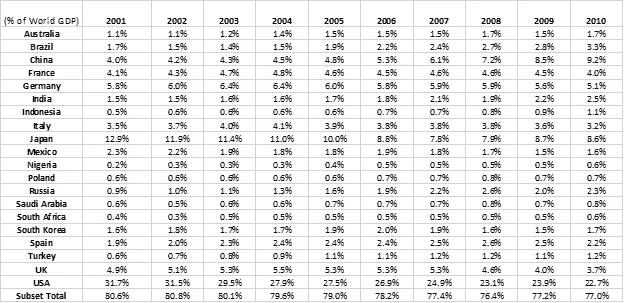 (% of World GDP) 2001 2002 2003 2004 2005 2006 2007 2008 2009 2010
Australia 1.1% 1.1% 1.2% 1.4% 1.5% 1.5% 1.5% 1.7% 1.5% 1.7%
Brazil 1.7% 1.5% 1.4% 1.5% 1.9% 2.2% 2.4% 2.7% 2.8% 3.3%
China 4.0% 4.2% 4.3% 4.5% 4.8% 5.3% 6.1% 7.2% 8.5% 9.2%
France 4.1% 4.3% 4.7% 4.8% 4.6% 4.5% 4.6% 4.6% 4.5% 4.0%
Germany 5.8% 6.0% 6.4% 6.4% 6.0% 5.8% 5.9% 5.9% 5.6% 5.1%
India 1.5% 1.5% 1.6% 1.6% 1.7% 1.8% 2.1% 1.9% 2.2% 2.5%
Indonesia 0.5% 0.6% 0.6% 0.6% 0.6% 0.7% 0.7% 0.8% 0.9% 1.1%
Italy 3.5% 3.7% 4.0% 4.1% 3.9% 3.8% 3.8% 3.8% 3.6% 3.2%
Japan 12.9% 11.9% 11.4% 11.0% 10.0% 8.8% 7.8% 7.9% 8.7% 8.6%
Mexico 2.3% 2.2% 1.9% 1.8% 1.8% 1.9% 1.8% 1.7% 1.5% 1.6%
Nigeria 0.2% 0.3% 0.3% 0.3% 0.4% 0.5% 0.5% 0.5% 0.5% 0.6%
Poland 0.6% 0.6% 0.6% 0.6% 0.6% 0.7% 0.7% 0.8% 0.7% 0.7%
Russia 0.9% 1.0% 1.1% 1.3% 1.6% 1.9% 2.2% 2.6% 2.0% 2.3%
Saudi Arabia 0.6% 0.5% 0.6% 0.6% 0.7% 0.7% 0.7% 0.8% 0.7% 0.8%
South Africa 0.4% 0.3% 0.5% 0.5% 0.5% 0.5% 0.5% 0.5% 0.5% 0.6%
South Korea 1.6% 1.8% 1.7% 1.7% 1.9% 2.0% 1.9% 1.6% 1.5% 1.7%
Spain 1.9% 2.0% 2.3% 2.4% 2.4% 2.4% 2.5% 2.6% 2.5% 2.2%
Turkey 0.6% 0.7% 0.8% 0.9% 1.1% 1.1% 1.2% 1.2% 1.1% 1.2%
UK 4.9% 5.1% 5.3% 5.5% 5.3% 5.3% 5.3% 4.6% 4.0% 3.7%
USA 31.7% 31.5% 29.5% 27.9% 27.5% 26.9% 24.9% 23.1% 23.9% 22.7%
Subset Total 80.6% 80.8% 80.1% 79.6% 79.0% 78.2% 77.4% 76.4% 77.2% 77.0%